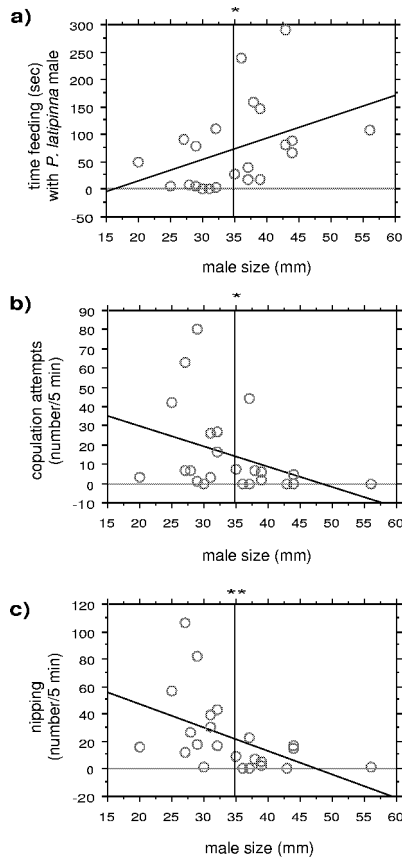 a)
*
300
250
200
150
100
50
0
-50
time feeding (sec)
with P. latipinna male
15 20 25 30 35 40 45 50 55 60
male size (mm)
b)
*
90
80
70
60
50
40
30
20
10
0
-10
copulation attempts
(number/5 min)
15 20 25 30 35 40 45 50 55 60
male size (mm)
c)
**
120
100
80
60
40
20
0
-20
nipping
(number/5 min)
15 20 25 30 35 40 45 50 55 60
male size (mm)